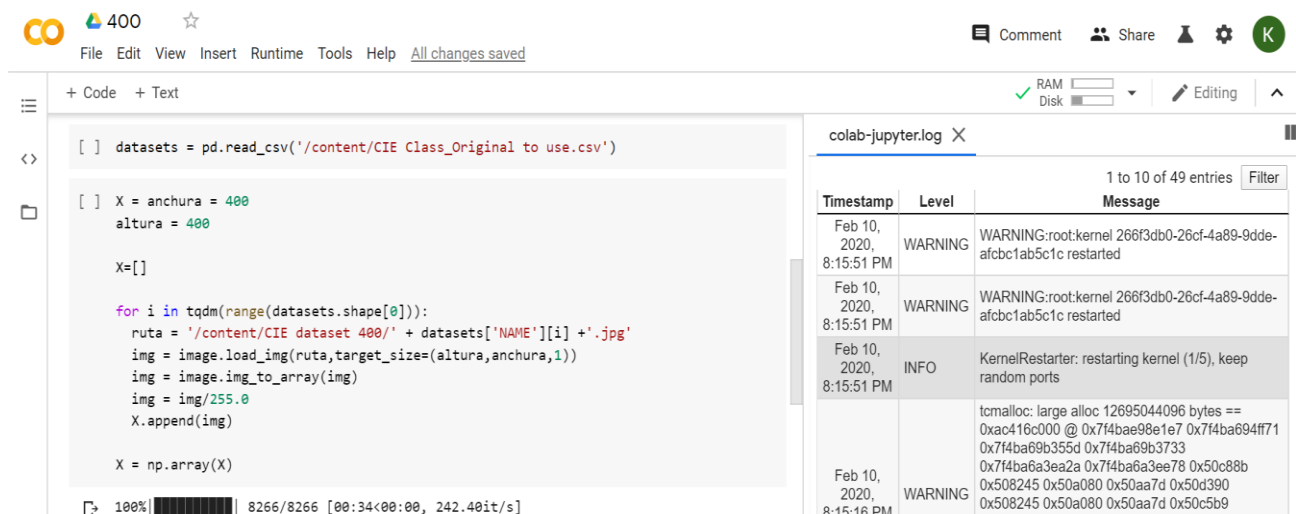 400
File Edit View Insert Runtime Tools Help All changes saved
Comment Share K
+ Code + Text
RAM
Disk
Editing
[ ] datasets = pd.read_csv('/content/CIE Class_Original to use.csv')
[ ] X = anchura = 400
altura = 400
X=[]
for i in tqdm(range(datasets.shape[0])):
ruta = '/content/CIE dataset 400/' + datasets['NAME'][i] +'.jpg'
img = image.load_img(ruta,target_size=(altura,anchura,1))
img = image.img_to_array(img)
img = img/255.0
X.append(img)
X = np.array(X)
100% 8266/8266 [00:34<00:00, 242.40it/s]
colab-jupyter.log
1 to 10 of 49 entries Filter
Timestamp Level Message
Feb 10,
2020,
8:15:51 PM
WARNING
WARNING:root:kernel 266f3db0-26cf-4a89-9dde-
afcbc1ab5c1c restarted
Feb 10,
2020,
8:15:51 PM
WARNING
WARNING:root:kernel 266f3db0-26cf-4a89-9dde-
afcbc1ab5c1c restarted
Feb 10,
2020,
8:15:51 PM
INFO
KernelRestarter: restarting kernel (1/5), keep
random ports
Feb 10,
2020,
8:15:16 PM
WARNING
tcmalloc: large alloc 12695044096 bytes ==
0xac416c000 @ 0x7f4bae98e1e7 0x7f4ba694ff71
0x7f4ba69b355d 0x7f4ba69b3733
0x7f4ba6a3ea2a 0x7f4ba6a3ee78 0x50c88b
0x508245 0x50a080 0x50aa7d 0x50d390
0x508245 0x50a080 0x50aa7d 0x50c5b9